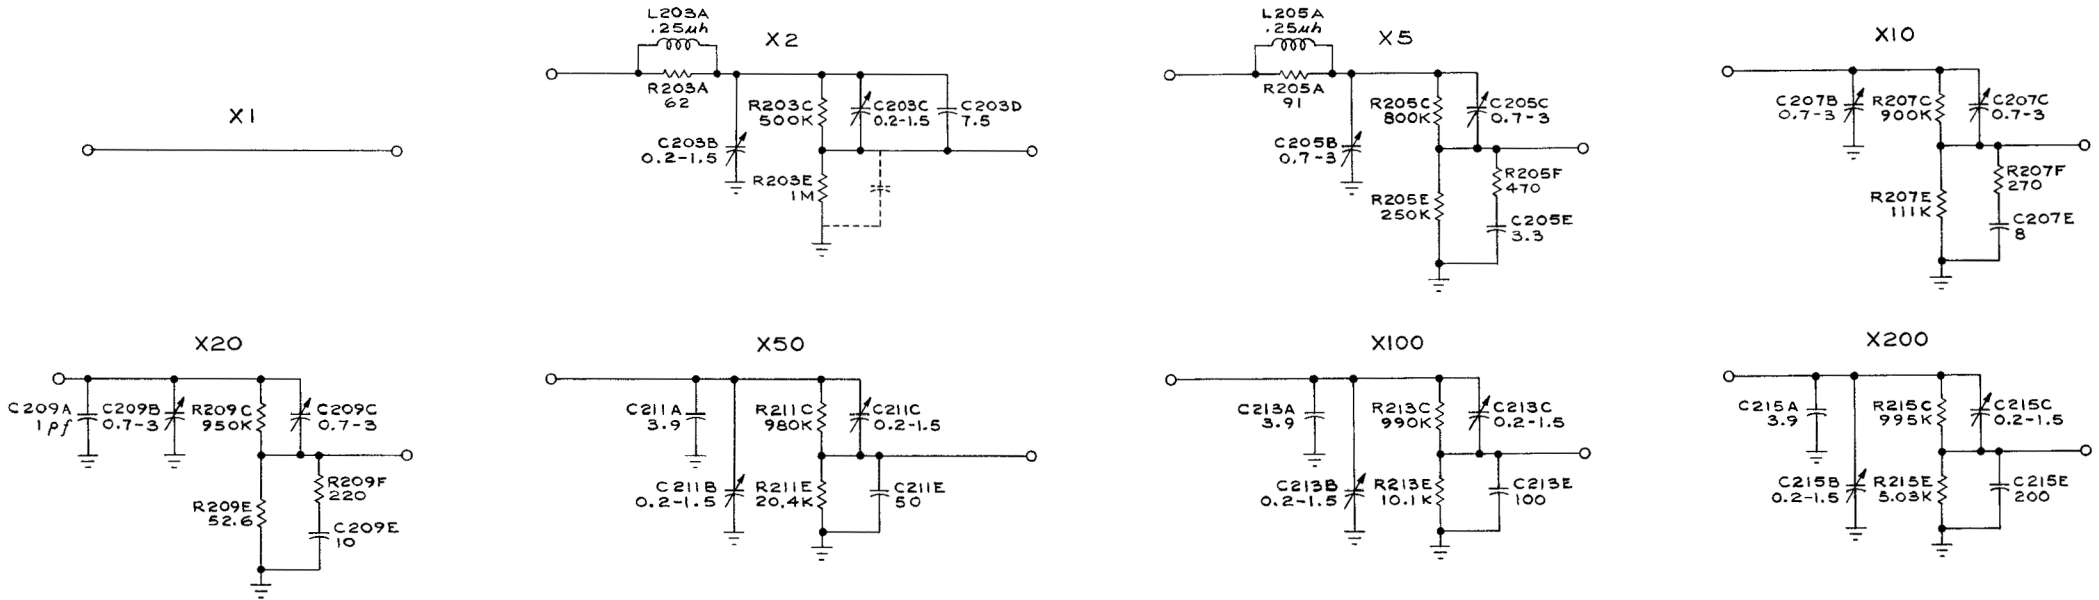 X1
L203A
.25µh
X2
R203A
62
R203C
500K
C203C
0.2-1.5
C203D
7.5
C203B
0.2-1.5
R203E
1M
L205A
.25µh
X5
R205A
91
R205C
800K
C205C
0.7-3
C205B
0.7-3
R205F
470
R205E
250K
C205E
3.3
X10
C207B
0.7-3
R207C
900K
C207C
0.7-3
R207F
270
R207E
111K
C207E
8
X20
C209A
1pf
C209B
0.7-3
R209C
950K
C209C
0.7-3
R209F
220
R209E
52.6
C209E
10
X50
C211A
3.9
R211C
980K
C211C
0.2-1.5
C211B
0.2-1.5
R211E
20.4K
C211E
50
X100
C213A
3.9
R213C
990K
C213C
0.2-1.5
C213B
0.2-1.5
R213E
10.1K
C213E
100
X200
C215A
3.9
R215C
995K
C215C
0.2-1.5
C215B
0.2-1.5
R215E
5.03K
C215E
200